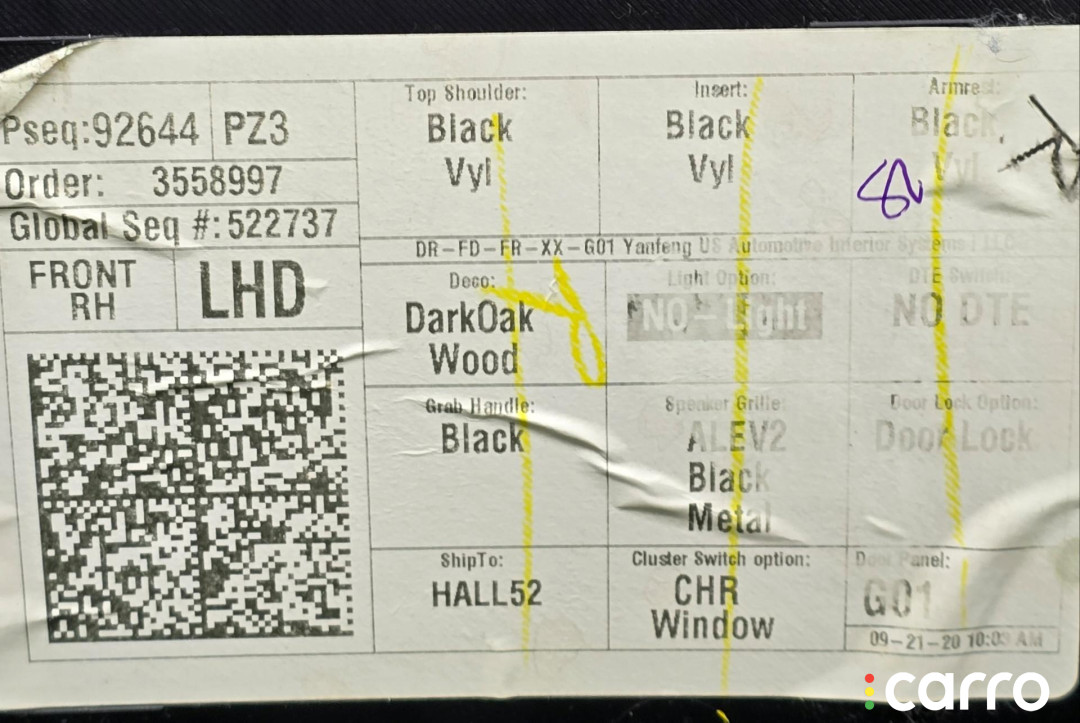 Pseq:92644
PZ3
Order: 3558997
Global Seq #:522737
FRONT
RH
LHD
Top Shoulder:
Black
Vyl
Insert:
Black
Vyl
Armrest:
Black
Vyl
DR-FD-FR-XX-G01 Yanfeng US Automotive Interior Systems I LLC
Deco:
DarkOak
Wood
Light Option:
NO - Light
DTE Switch:
NO DTE
Grab Handle:
Black
Speaker Grille:
ALEV2
Black
Metal
Door Lock Option:
Door Lock
ShipTo:
HALL52
Cluster Switch option:
CHR
Window
Door Panel:
G01
09-21-20 10:03 AM
carro